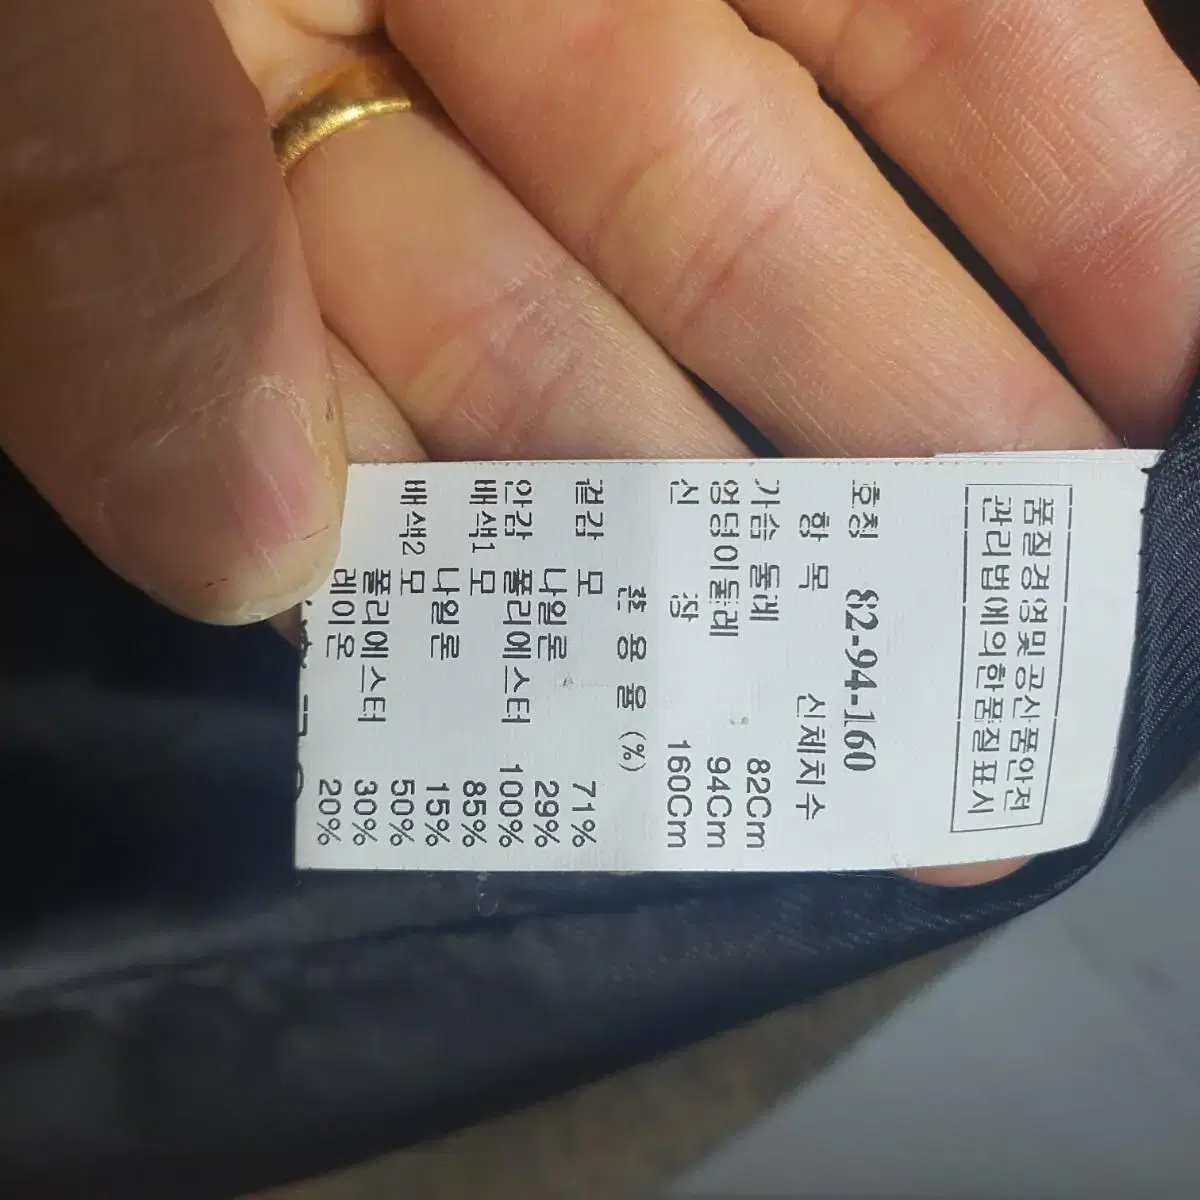 품질경영및공산품안전
관리법에의한품질표시
호칭 82-94-160
항 목 신체치수
가슴 둘레 82Cm
엉덩이둘레 94Cm
신 장 160Cm
혼 용 율 (%)
겉감 모 71%
나일론 29%
안감 폴리에스터 100%
배색1 모 85%
나일론 15%
배색2 모 50%
폴리에스터 30%
레이온 20%